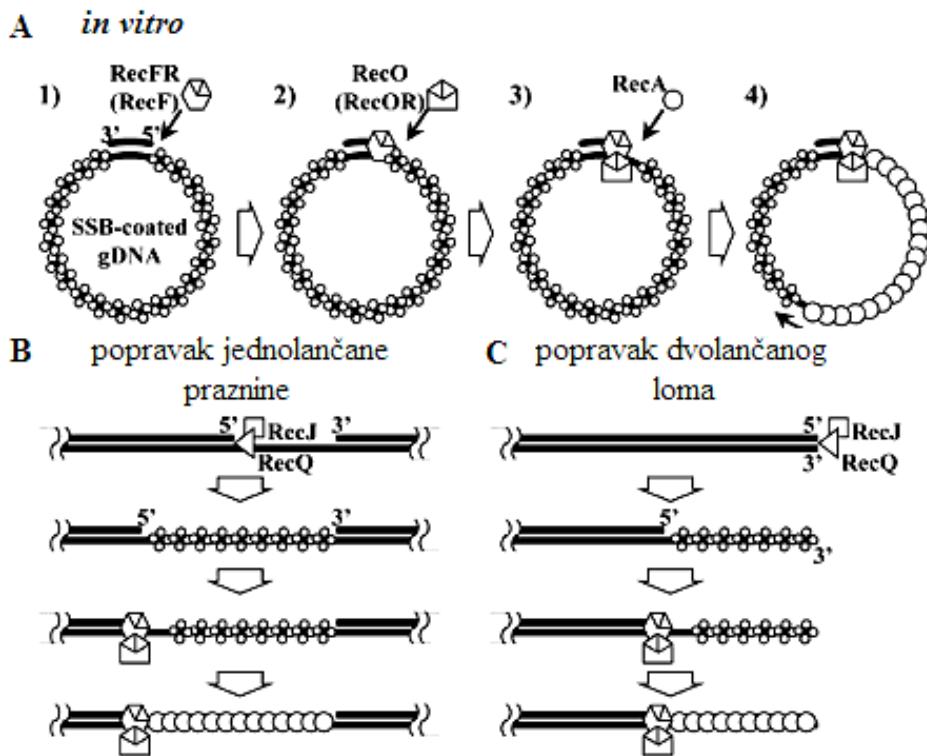 A in vitro
1) RecFR (RecF) 3’ 5’
2) RecO (RecOR)
3) RecA
4)
SSB-coated
gDNA
B popravak jednolančane
praznine
5’ 3’
RecJ
RecQ
5’ 3’
C popravak dvolančanog
loma
5’
RecJ
3’ RecQ
5’
3’